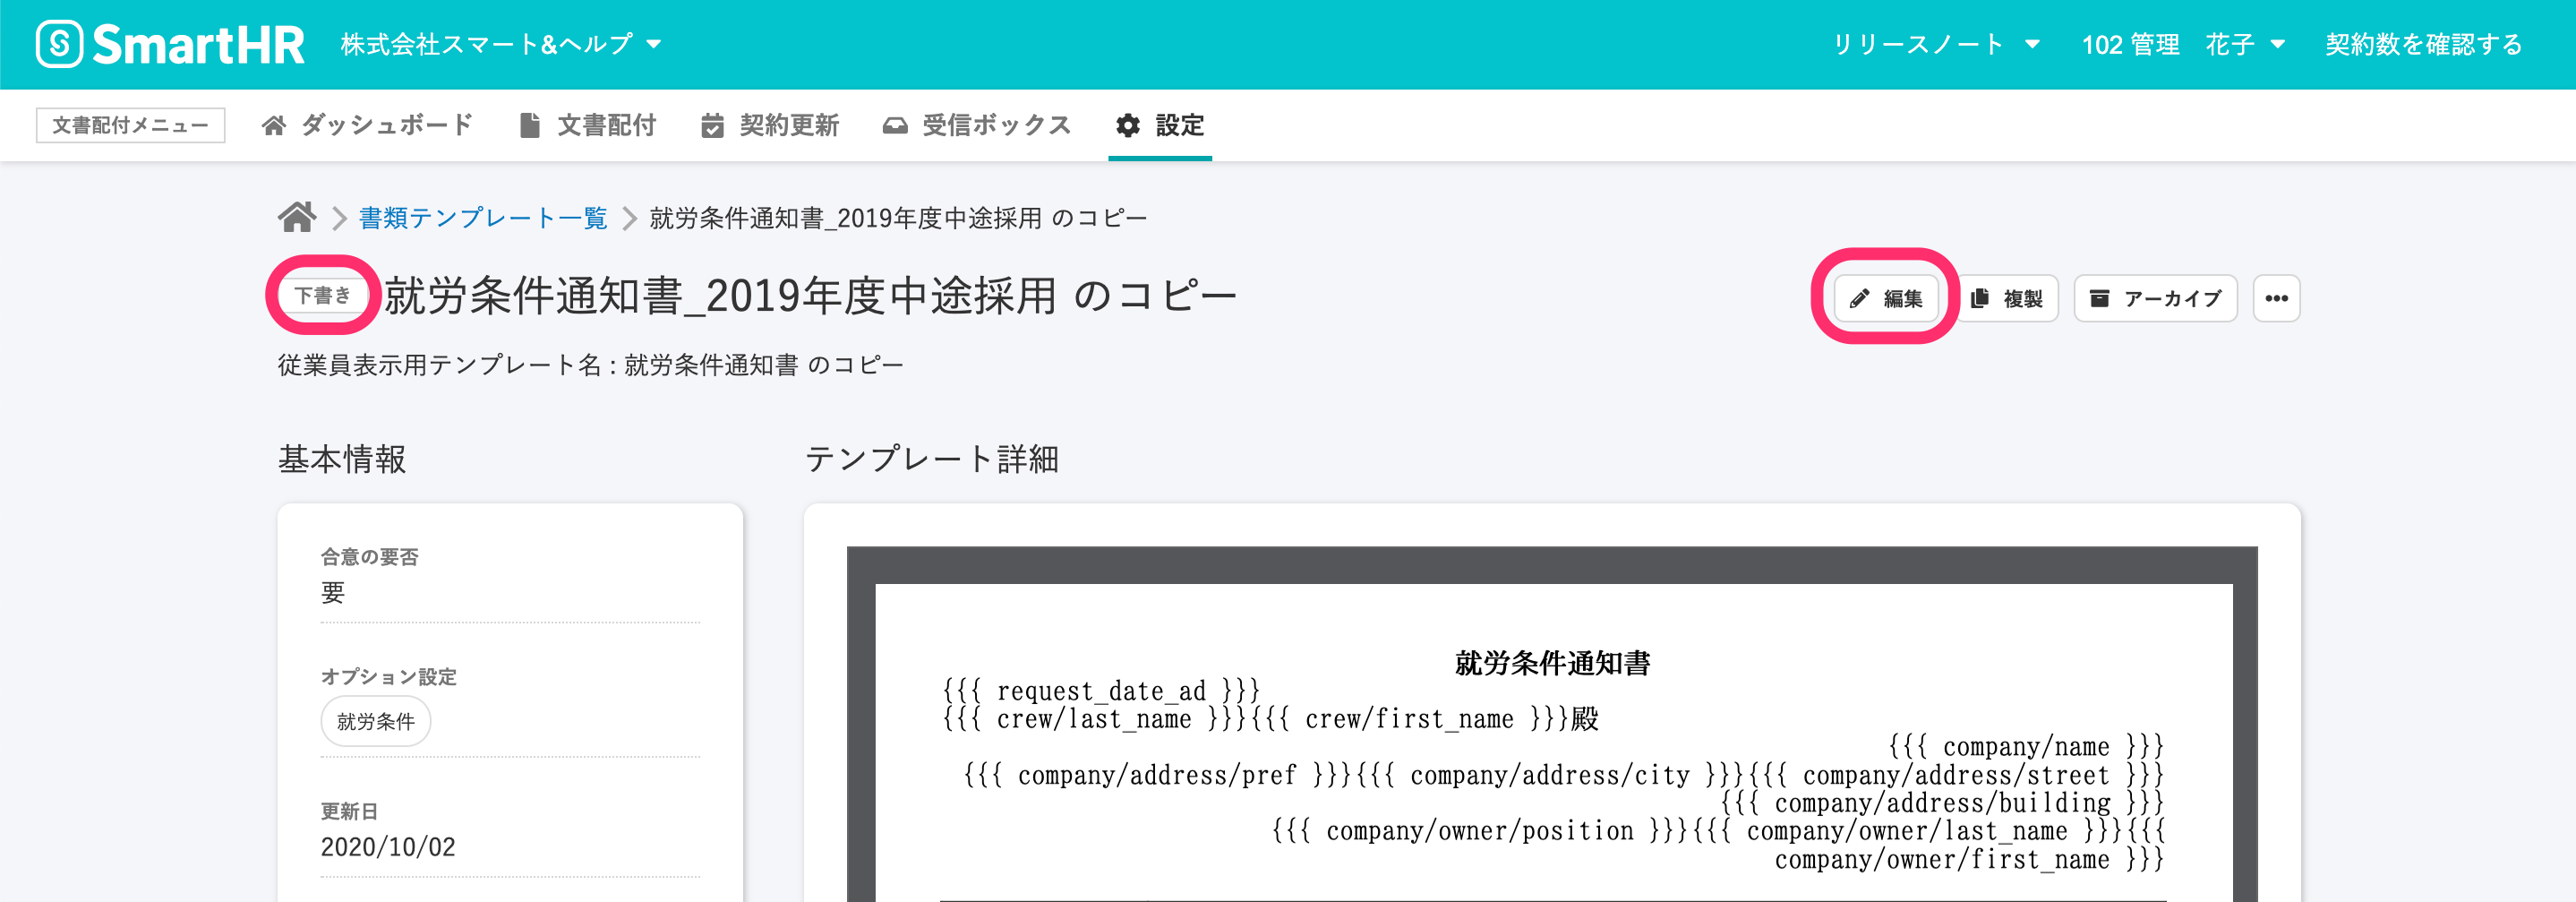 SmartHR 株式会社スマート&ヘルプ リリースノート 102 管理 花子 契約数を確認する
文書配付メニュー ダッシュボード 文書配付 契約更新 受信ボックス 設定
書類テンプレート一覧 就労条件通知書_2019年度中途採用 のコピー
下書き 就労条件通知書_2019年度中途採用 のコピー 編集 複製 アーカイブ
従業員表示用テンプレート名 : 就労条件通知書 のコピー
基本情報
合意の要否
要
オプション設定
就労条件
更新日
2020/10/02
テンプレート詳細
就労条件通知書
{{{ request_date_ad }}}
{{{ crew/last_name }}}{{{ crew/first_name }}}殿
{{{ company/name }}}
{{{ company/address/pref }}}{{{ company/address/city }}}{{{ company/address/street }}}
{{{ company/address/building }}}
{{{ company/owner/position }}}{{{ company/owner/last_name }}}{{{
company/owner/first_name }}}